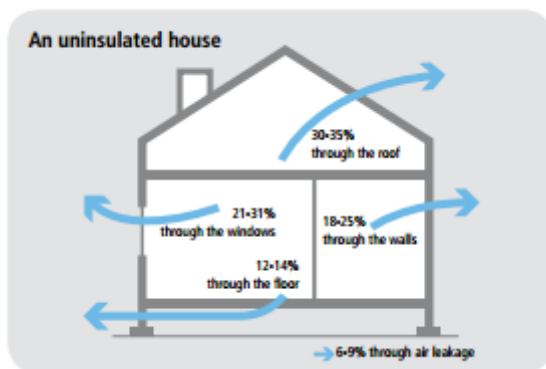 An uninsulated house
30•35%
through the roof
21•31%
through the windows
18•25%
through the walls
12•14%
through the floor
6•9% through air leakage